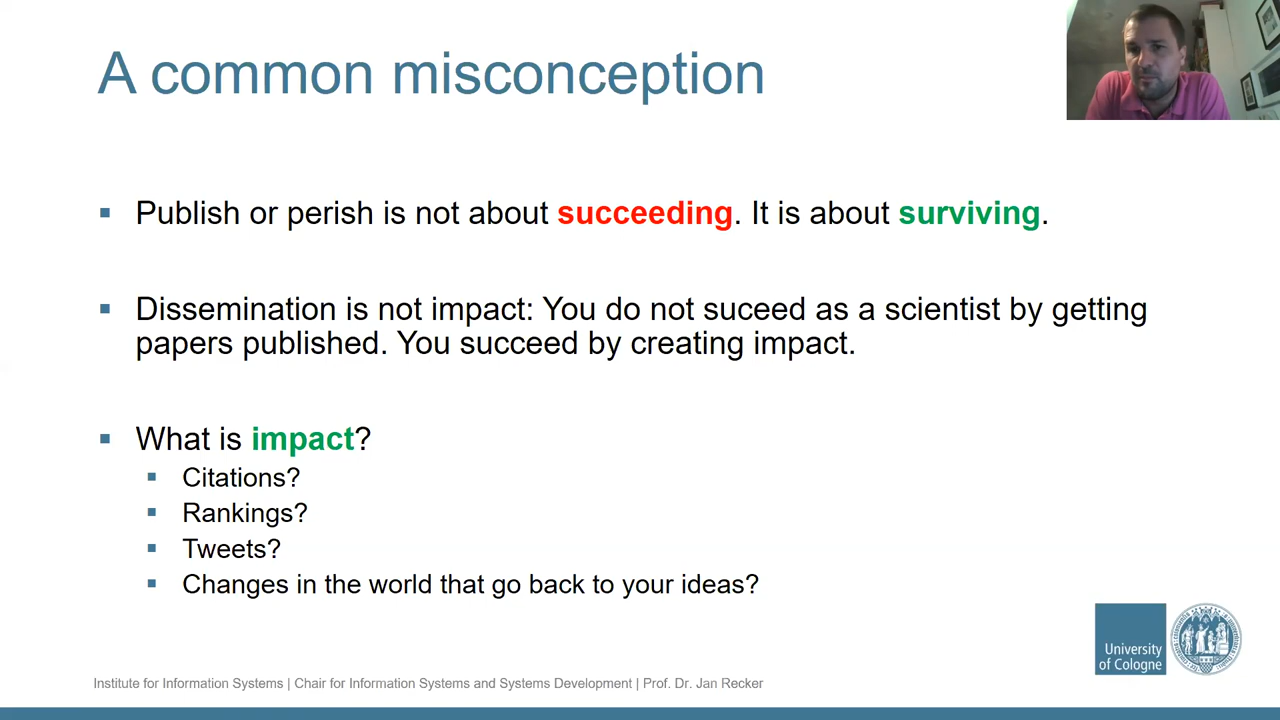 A common misconception
Publish or perish is not about succeeding. It is about surviving.
Dissemination is not impact: You do not suceed as a scientist by getting
papers published. You succeed by creating impact.
What is impact?
Citations?
Rankings?
Tweets?
Changes in the world that go back to your ideas?
University
of Cologne
Institute for Information Systems | Chair for Information Systems and Systems Development | Prof. Dr. Jan Recker